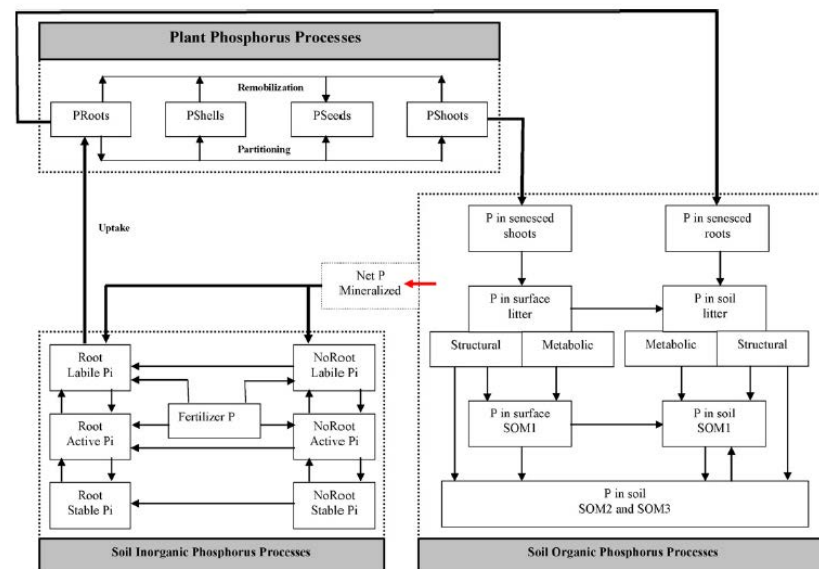 Plant Phosphorus Processes
Remobilization
PRoots
PShells
PSeeds
PShoots
Partitioning
Uptake
P in senesced
shoots
P in senesced
roots
Net P
Mineralized
P in surface
litter
P in soil
litter
Structural
Metabolic
Metabolic
Structural
Root
Labile Pi
NoRoot
Labile Pi
Fertilizer P
Root
Active Pi
NoRoot
Active Pi
P in surface
SOM1
P in soil
SOM1
Root
Stable Pi
NoRoot
Stable Pi
P in soil
SOM2 and SOM3
Soil Inorganic Phosphorus Processes
Soil Organic Phosphorus Processes